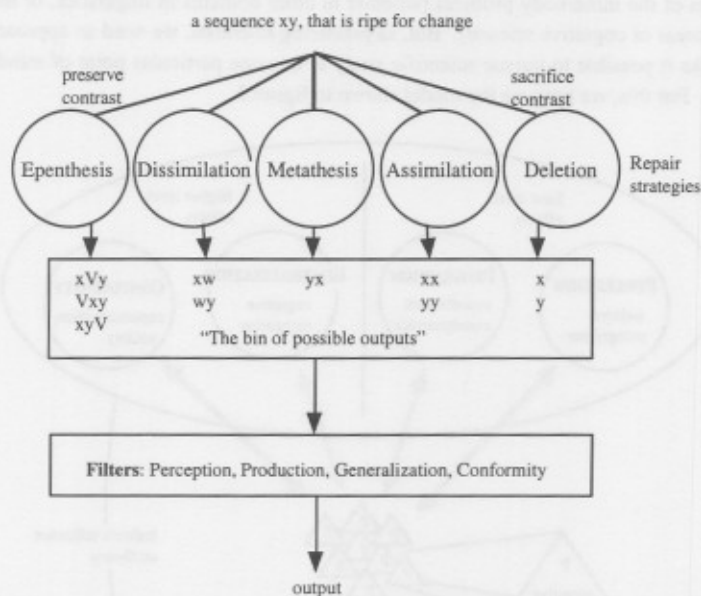 a sequence xy, that is ripe for change
preserve
contrast
sacrifice
contrast
Epenthesis Dissimilation Metathesis Assimilation Deletion
Repair
strategies
xVy xw yx xx x
Vxy wy yy y
xyV
“The bin of possible outputs”
Filters: Perception, Production, Generalization, Conformity
output